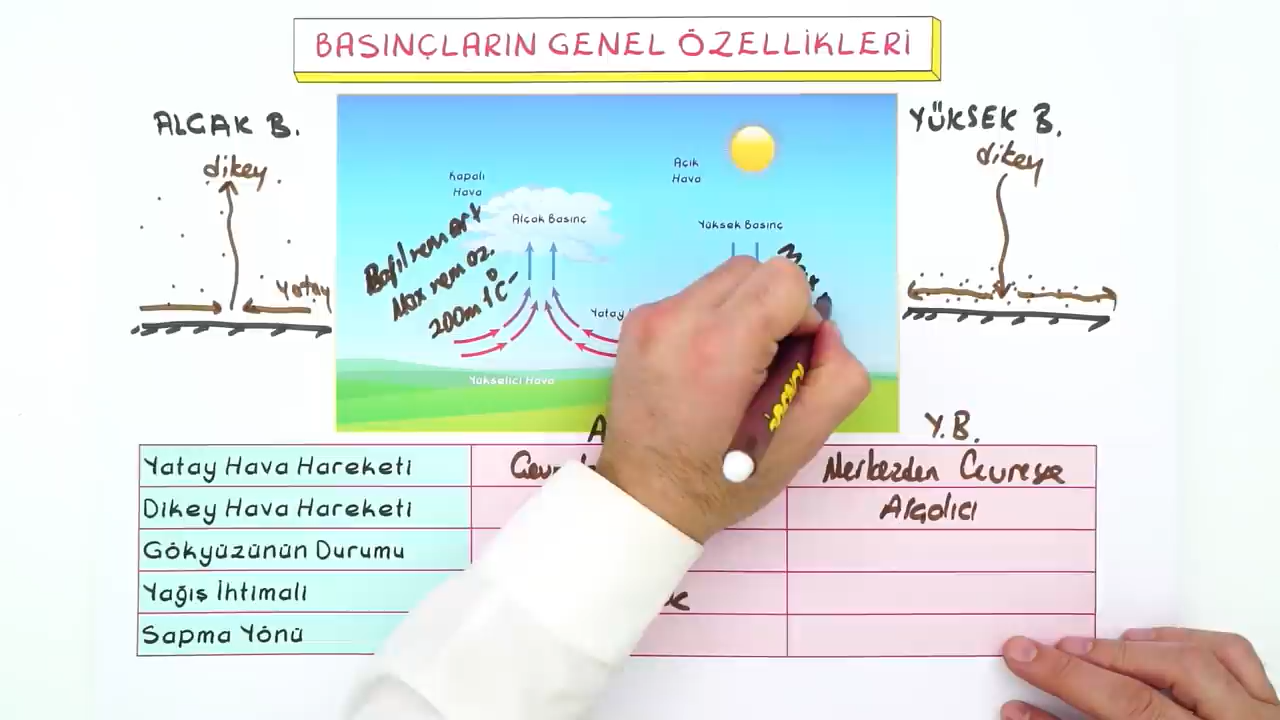 BASINÇLARIN GENEL ÖZELLİKLERİ
ALÇAK B.
dikey
Yatay
Kapalı
Hava
Alçak Basınç
Bağıl nem art
Max nem az.
200m 1°C-
Yatay
Yükselici Hava
Açık
Hava
Yüksek Basınç
YÜKSEK B.
dikey
Y.B.
Yatay Hava Hareketi
Merkezden Çevreye
Dikey Hava Hareketi
Alçalıcı
Gökyüzünün Durumu
Yağış İhtimali
Sapma Yönü